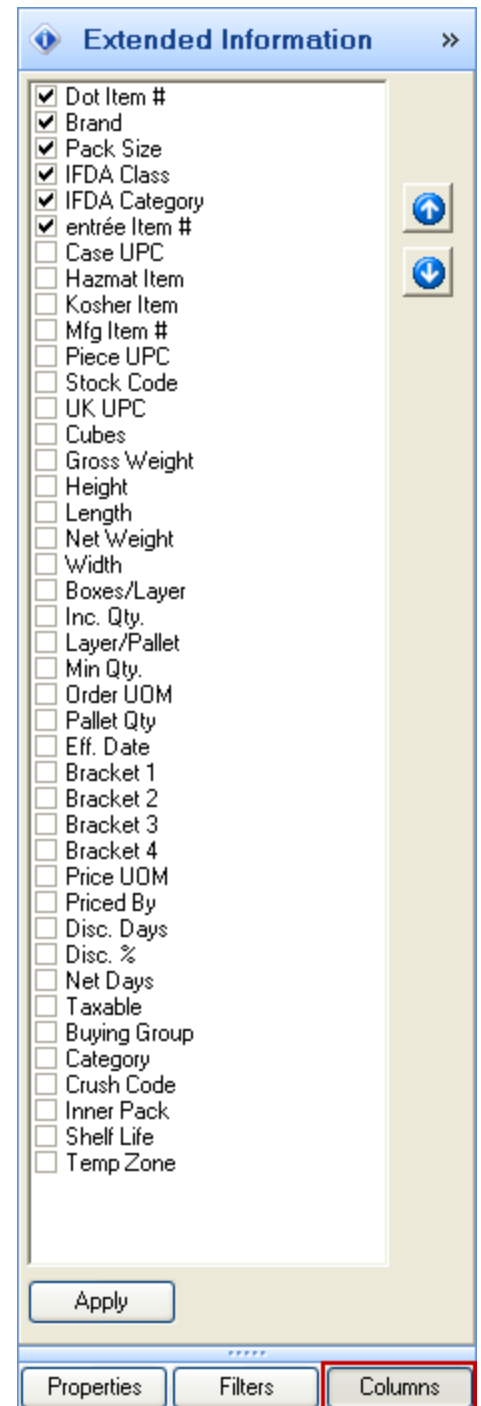 Extended Information »
Dot Item #
Brand
Pack Size
IFDA Class
IFDA Category
entrée Item #
Case UPC
Hazmat Item
Kosher Item
Mfg Item #
Piece UPC
Stock Code
UK UPC
Cubes
Gross Weight
Height
Length
Net Weight
Width
Boxes/Layer
Inc. Qty.
Layer/Pallet
Min Qty.
Order UOM
Pallet Qty
Eff. Date
Bracket 1
Bracket 2
Bracket 3
Bracket 4
Price UOM
Priced By
Disc. Days
Disc. %
Net Days
Taxable
Buying Group
Category
Crush Code
Inner Pack
Shelf Life
Temp Zone
Apply
Properties Filters Columns